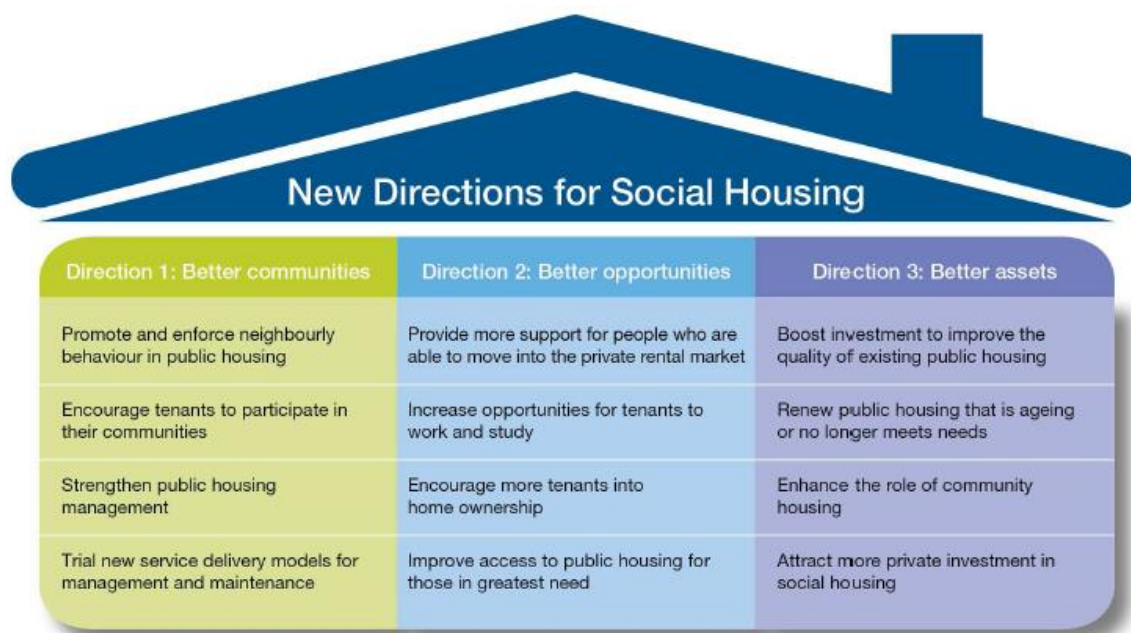 New Directions for Social Housing
Direction 1: Better communities
Promote and enforce neighbourly
behaviour in public housing
Encourage tenants to participate in
their communities
Strengthen public housing
management
Trial new service delivery models for
management and maintenance
Direction 2: Better opportunities
Provide more support for people who are
able to move into the private rental market
Increase opportunities for tenants to
work and study
Encourage more tenants into
home ownership
Improve access to public housing for
those in greatest need
Direction 3: Better assets
Boost investment to improve the
quality of existing public housing
Renew public housing that is ageing
or no longer meets needs
Enhance the role of community
housing
Attract more private investment in
social housing